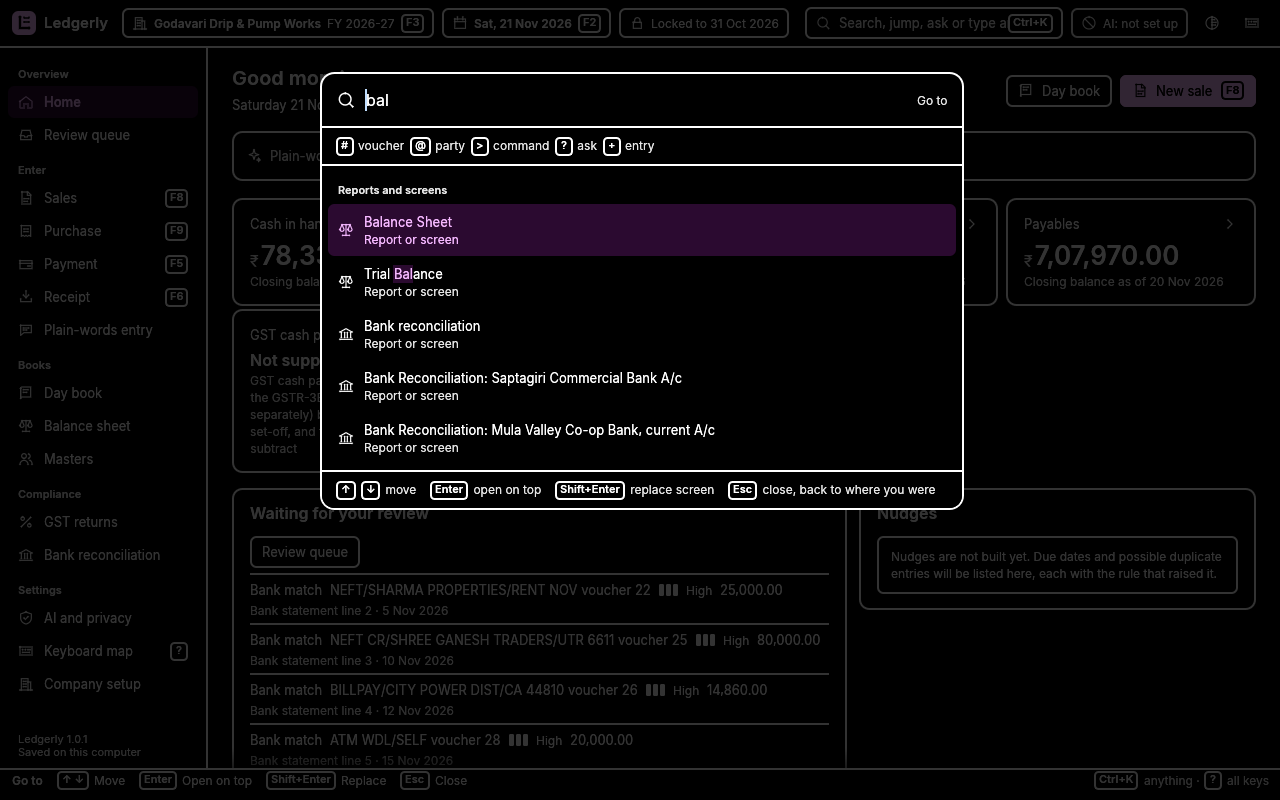 Ledgerly
Godavari Drip & Pump Works FY 2026-27 F3
Sat, 21 Nov 2026 F2
Locked to 31 Oct 2026
Search, jump, ask or type a Ctrl+K
AI: not set up
Overview
Home
Review queue
Enter
Sales F8
Purchase F9
Payment F5
Receipt F6
Plain-words entry
Books
Day book
Balance sheet
Masters
Compliance
GST returns
Bank reconciliation
Settings
AI and privacy
Keyboard map ?
Company setup
Ledgerly 1.0.1
Saved on this computer
Good mor
Saturday 21 No
Day book
New sale F8
Plain-wo
bal
Go to
# voucher @ party > command ? ask + entry
Reports and screens
Balance Sheet
Report or screen
Trial Balance
Report or screen
Bank reconciliation
Report or screen
Bank Reconciliation: Saptagiri Commercial Bank A/c
Report or screen
Bank Reconciliation: Mula Valley Co-op Bank, current A/c
Report or screen
↑ ↓ move Enter open on top Shift+Enter replace screen Esc close, back to where you were
Cash in han
₹78,33
Closing bala
Payables
₹7,07,970.00
Closing balance as of 20 Nov 2026
GST cash p
Not supp
GST cash pa
the GSTR-3B
separately) b
set-off, and
subtract
Waiting for your review
Review queue
Bank match NEFT/SHARMA PROPERTIES/RENT NOV voucher 22 High 25,000.00
Bank statement line 2 · 5 Nov 2026
Bank match NEFT CR/SHREE GANESH TRADERS/UTR 6611 voucher 25 High 80,000.00
Bank statement line 3 · 10 Nov 2026
Bank match BILLPAY/CITY POWER DIST/CA 44810 voucher 26 High 14,860.00
Bank statement line 4 · 12 Nov 2026
Bank match ATM WDL/SELF voucher 28 High 20,000.00
Bank statement line 5 · 15 Nov 2026
Nudges
Nudges are not built yet. Due dates and possible duplicate
entries will be listed here, each with the rule that raised it.
Go to ↑↓ Move Enter Open on top Shift+Enter Replace Esc Close
Ctrl+K anything · ? all keys